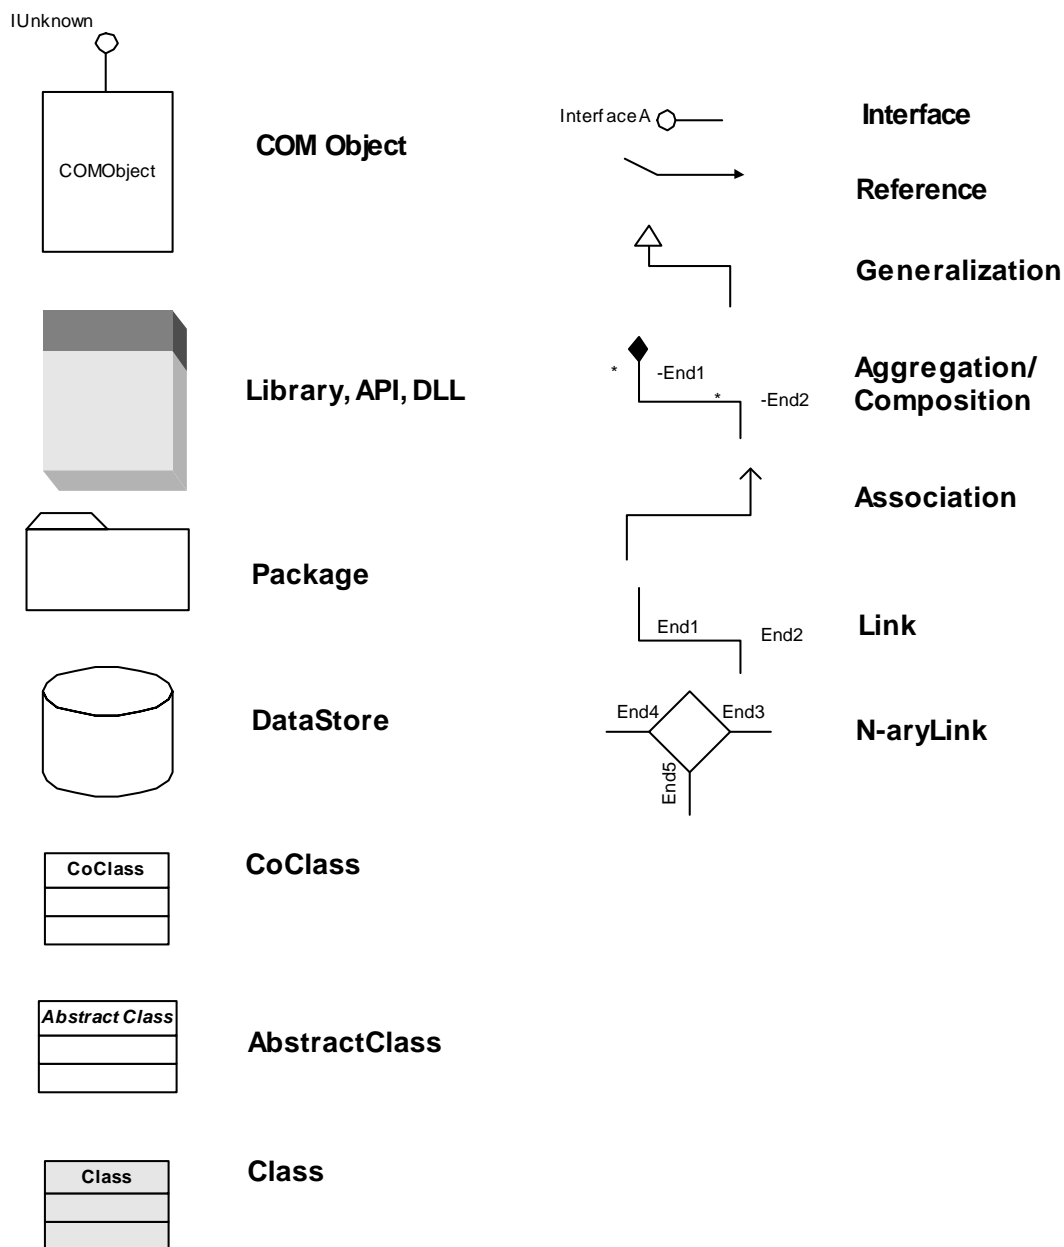 IUnknown
COMObject
COM Object
Library, API, DLL
Package
DataStore
CoClass
CoClass
Abstract Class
AbstractClass
Class
Class
InterfaceA
Interface
Reference
Generalization
*
-End1
*
-End2
Aggregation/
Composition
Association
End1
End2
Link
End4
End3
End5
N-aryLink